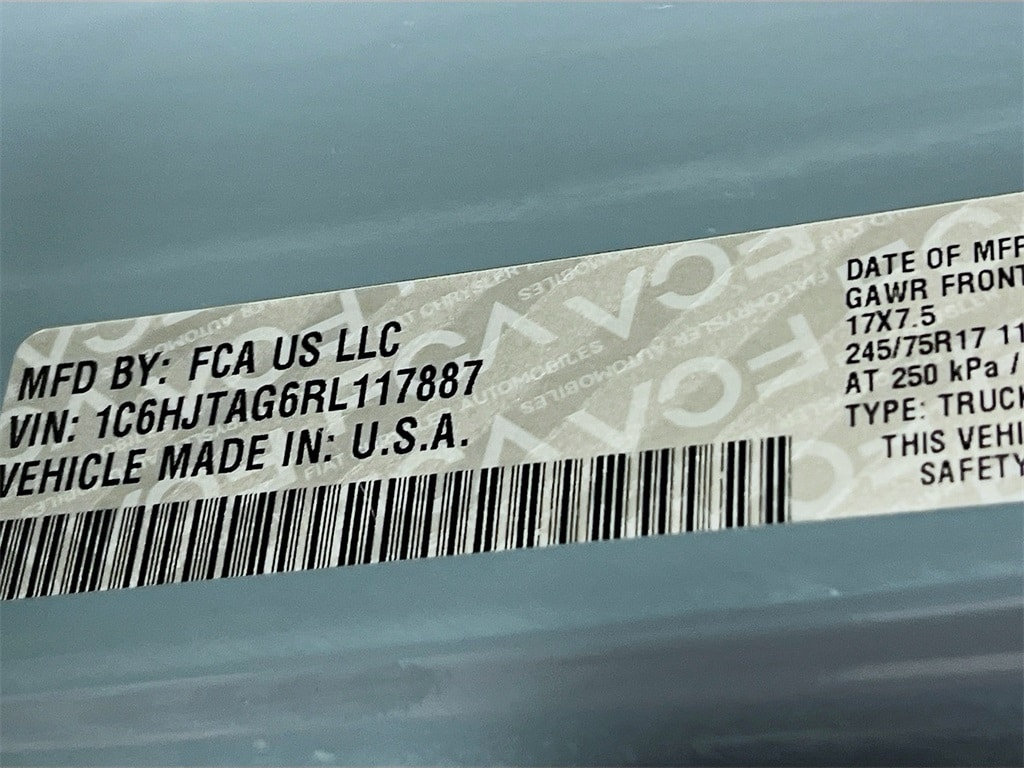 MFD BY: FCA US LLC
VIN: 1C6HJTAG6RL117887
VEHICLE MADE IN: U.S.A.
DATE OF MFR
GAWR FRONT
17X7.5
245/75R17 11
AT 250 kPa /
TYPE: TRUCK
THIS VEHI
SAFETY